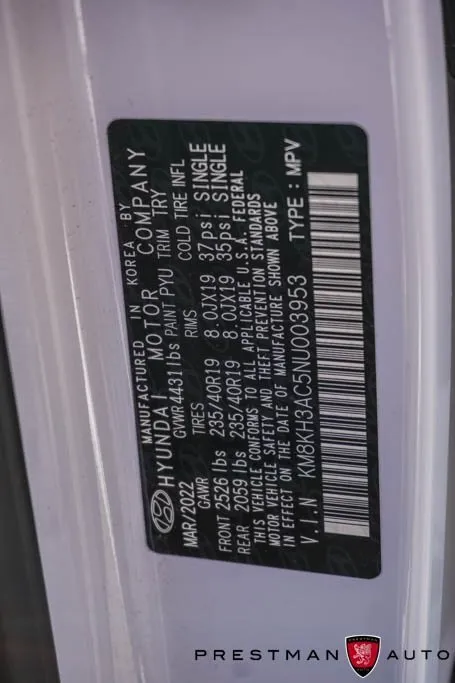 MANUFACTURED IN KOREA BY
HYUNDAI MOTOR COMPANY
MAR/2022 GVWR 4431 lbs PAINT PYU TRIM TRY
GAWR TIRES RIMS COLD TIRE INFL
FRONT 2526 lbs 235/40R19 8.0JX19 37psi SINGLE
REAR 2059 lbs 235/40R19 8.0JX19 35psi SINGLE
THIS VEHICLE CONFORMS TO ALL APPLICABLE U.S.A. FEDERAL
MOTOR VEHICLE SAFETY AND THEFT PREVENTION STANDARDS
IN EFFECT ON THE DATE OF MANUFACTURE SHOWN ABOVE
V.I.N KM8KH3AC5NU003953 TYPE : MPV
PRESTMAN AUTO